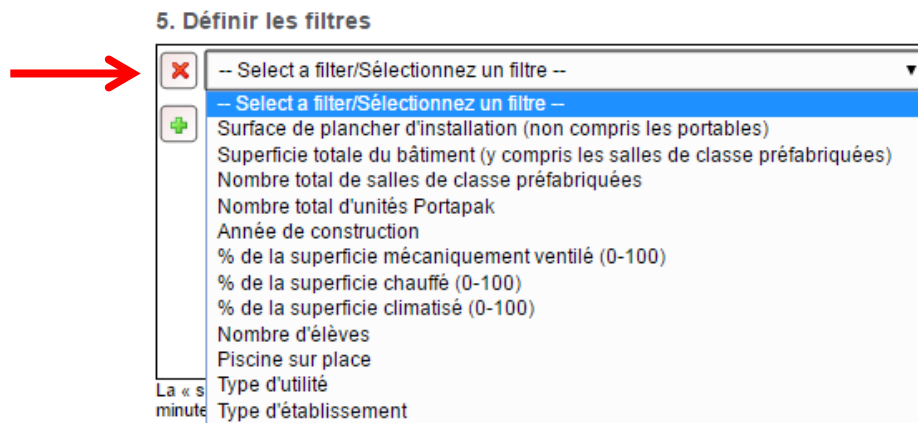 5. Définir les filtres
-- Select a filter/Sélectionnez un filtre --
-- Select a filter/Sélectionnez un filtre --
Surface de plancher d'installation (non compris les portables)
Superficie totale du bâtiment (y compris les salles de classe préfabriquées)
Nombre total de salles de classe préfabriquées
Nombre total d'unités Portapak
Année de construction
% de la superficie mécaniquement ventilé (0-100)
% de la superficie chauffé (0-100)
% de la superficie climatisé (0-100)
Nombre d'élèves
Piscine sur place
La « s
Type d'utilité
minute
Type d'établissement